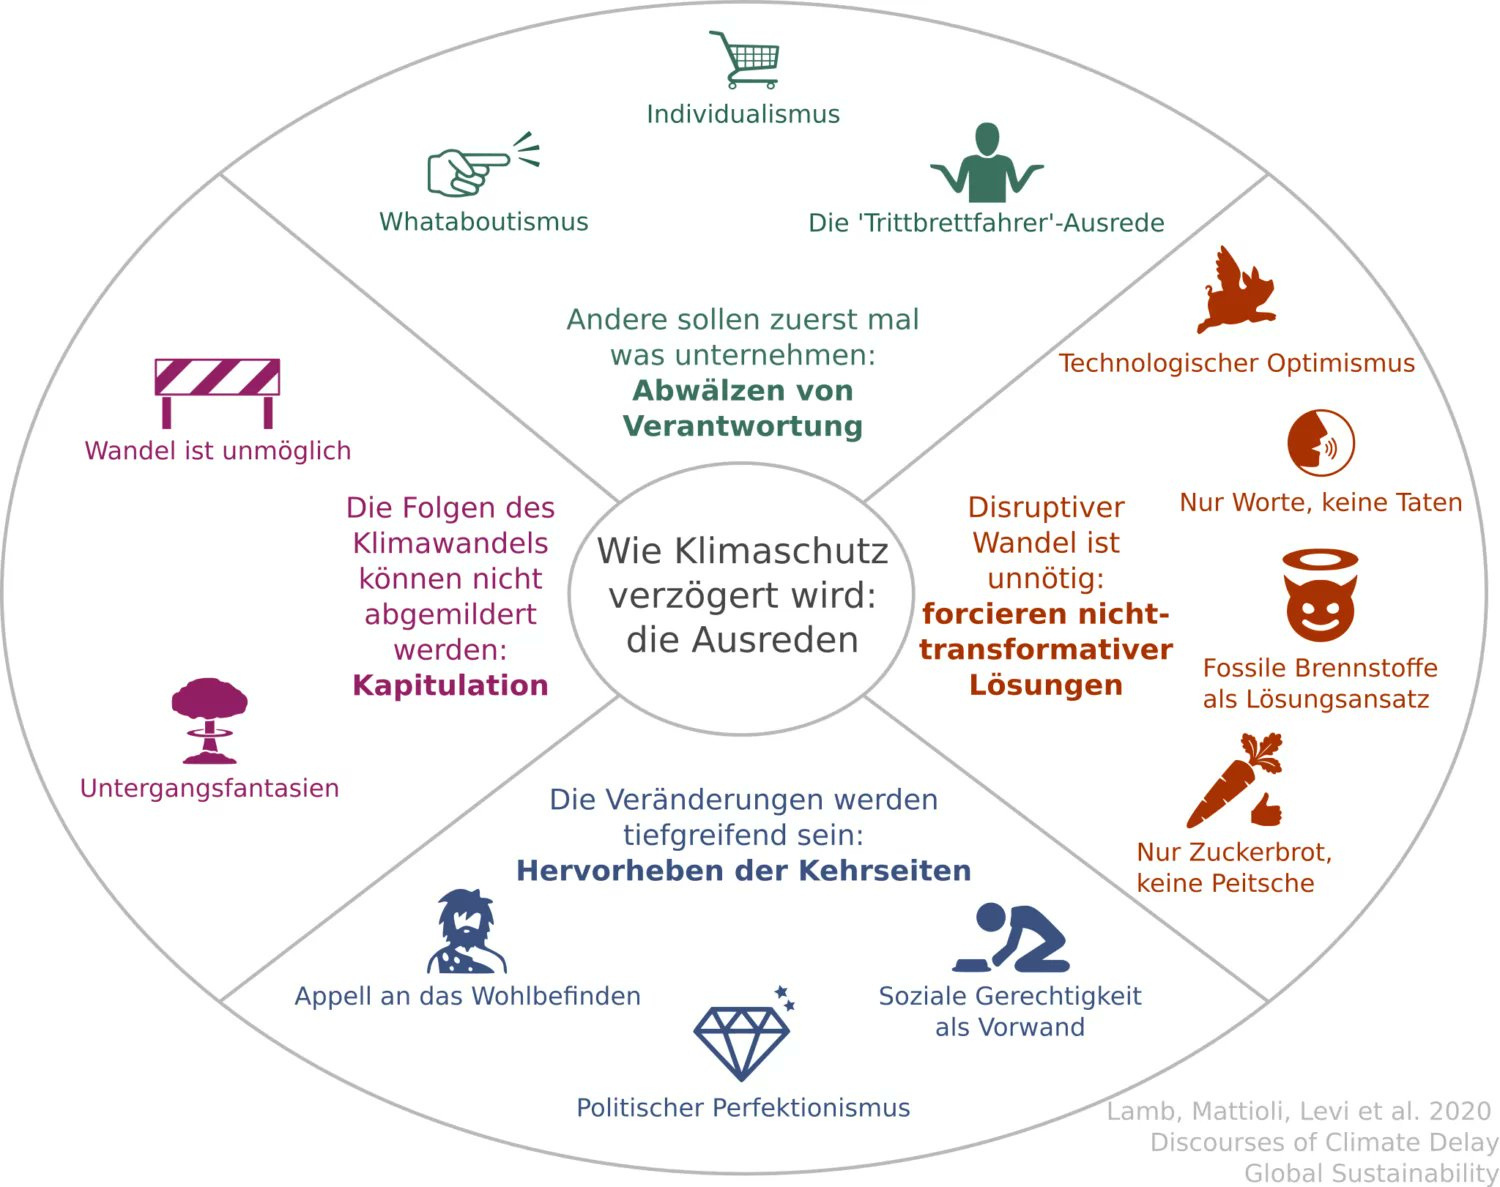 Individualismus
Whataboutismus
Die 'Trittbrettfahrer'-Ausrede
Andere sollen zuerst mal
was unternehmen:
Abwälzen von
Verantwortung
Technologischer Optimismus
Nur Worte, keine Taten
Disruptiver
Wandel ist
unnötig:
forcieren nicht-
transformativer
Lösungen
Fossile Brennstoffe
als Lösungsansatz
Nur Zuckerbrot,
keine Peitsche
Wie Klimaschutz
verzögert wird:
die Ausreden
Wandel ist unmöglich
Die Folgen des
Klimawandels
können nicht
abgemildert
werden:
Kapitulation
Untergangsfantasien
Die Veränderungen werden
tiefgreifend sein:
Hervorheben der Kehrseiten
Appell an das Wohlbefinden
Soziale Gerechtigkeit
als Vorwand
Politischer Perfektionismus
Lamb, Mattioli, Levi et al. 2020
Discourses of Climate Delay
Global Sustainability